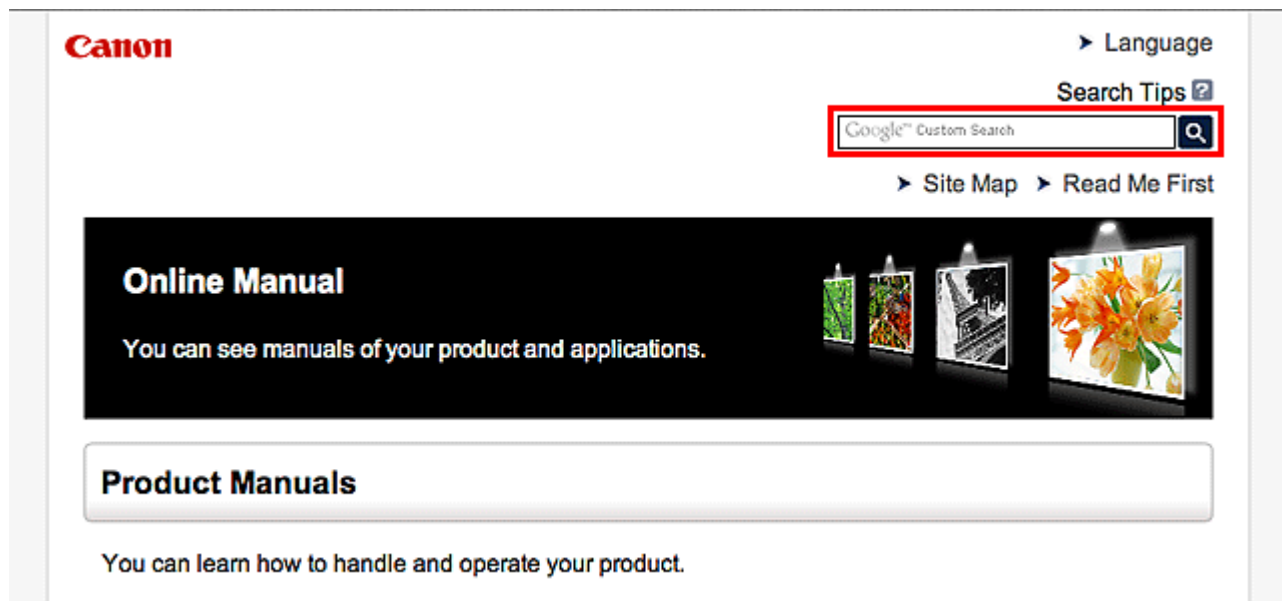 Canon
Language
Search Tips ?
Google™ Custom Search
Site Map Read Me First
Online Manual
You can see manuals of your product and applications.
Product Manuals
You can learn how to handle and operate your product.